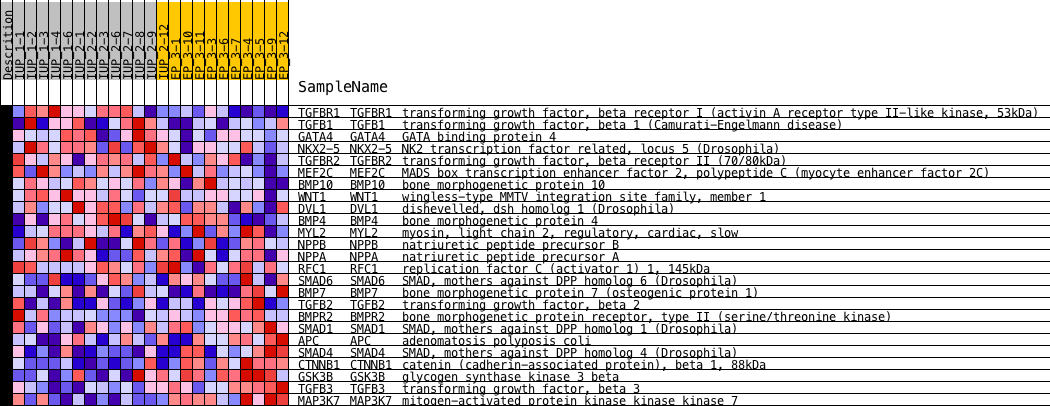 Descrition
IUP_1-1
IUP_1-2
IUP_1-3
IUP_1-4
IUP_1-6
IUP_2-1
IUP_2-2
IUP_2-3
IUP_2-6
IUP_2-7
IUP_2-8
IUP_2-9
IUP_2-12
EP_3-1
EP_3-10
EP_3-11
EP_3-3
EP_3-6
EP_3-7
EP_3-4
EP_3-5
EP_3-9
EP_3-12
SampleName
TGFBR1 TGFBR1 transforming growth factor, beta receptor I (activin A receptor type II-like kinase, 53kDa)
TGFB1 TGFB1 transforming growth factor, beta 1 (Camurati-Engelmann disease)
GATA4 GATA4 GATA binding protein 4
NKX2-5 NKX2-5 NK2 transcription factor related, locus 5 (Drosophila)
TGFBR2 TGFBR2 transforming growth factor, beta receptor II (70/80kDa)
MEF2C MEF2C MADS box transcription enhancer factor 2, polypeptide C (myocyte enhancer factor 2C)
BMP10 BMP10 bone morphogenetic protein 10
WNT1 WNT1 wingless-type MMTV integration site family, member 1
DVL1 DVL1 dishevelled, dsh homolog 1 (Drosophila)
BMP4 BMP4 bone morphogenetic protein 4
MYL2 MYL2 myosin, light chain 2, regulatory, cardiac, slow
NPPB NPPB natriuretic peptide precursor B
NPPA NPPA natriuretic peptide precursor A
RFC1 RFC1 replication factor C (activator 1) 1, 145kDa
SMAD6 SMAD6 SMAD, mothers against DPP homolog 6 (Drosophila)
BMP7 BMP7 bone morphogenetic protein 7 (osteogenic protein 1)
TGFB2 TGFB2 transforming growth factor, beta 2
BMPR2 BMPR2 bone morphogenetic protein receptor, type II (serine/threonine kinase)
SMAD1 SMAD1 SMAD, mothers against DPP homolog 1 (Drosophila)
APC APC adenomatosis polyposis coli
SMAD4 SMAD4 SMAD, mothers against DPP homolog 4 (Drosophila)
CTNNB1 CTNNB1 catenin (cadherin-associated protein), beta 1, 88kDa
GSK3B GSK3B glycogen synthase kinase 3 beta
TGFB3 TGFB3 transforming growth factor, beta 3
MAP3K7 MAP3K7 mitogen-activated protein kinase kinase kinase 7